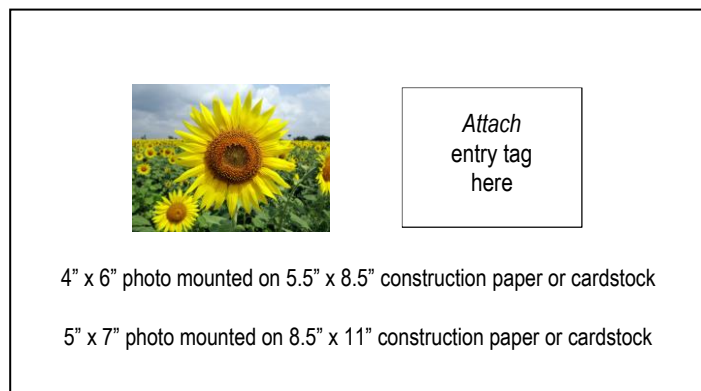 Attach
entry tag
here
4” x 6” photo mounted on 5.5” x 8.5” construction paper or cardstock
5” x 7” photo mounted on 8.5” x 11” construction paper or cardstock